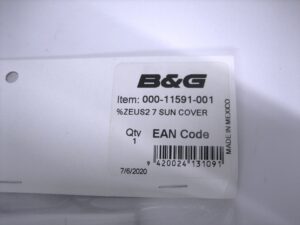 B&G
Item: 000-11591-001
%ZEUS2 7 SUN COVER
Qty
1
EAN Code
9 420024 131091
7/6/2020
MADE IN MEXICO